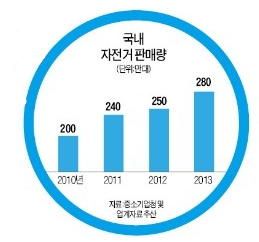 국내
자전거 판매량
(단위:만대)
200
240
250
280
2010년
2011
2012
2013
자료:중소기업청 및
업계자료 추산